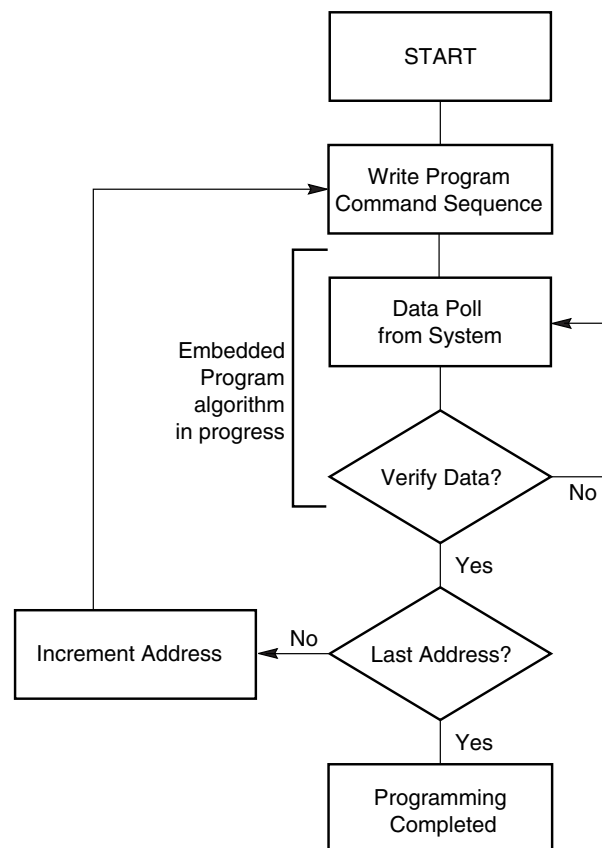 START
Write Program
Command Sequence
Data Poll
from System
Embedded
Program
algorithm
in progress
Verify Data?
No
Yes
Increment Address
No
Last Address?
Yes
Programming
Completed